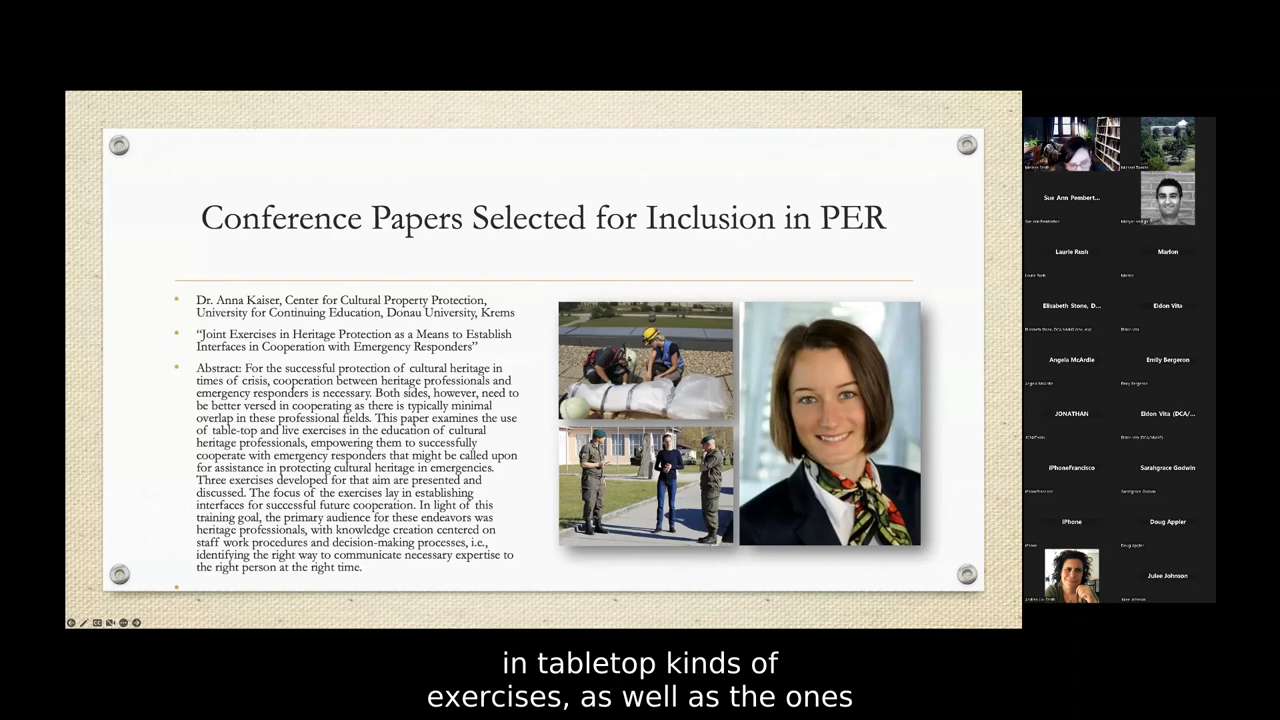 Conference Papers Selected for Inclusion in PER
Dr. Anna Kaiser, Center for Cultural Property Protection,
University for Continuing Education, Donau University, Krems
“Joint Exercises in Heritage Protection as a Means to Establish
Interfaces in Cooperation with Emergency Responders”
Abstract: For the successful protection of cultural heritage in
times of crisis, cooperation between heritage professionals and
emergency responders is necessary. Both sides, however, need to
be better versed in cooperating as there is typically minimal
overlap in these professional fields. This paper examines the use
of table-top and live exercises in the education of cultural
heritage professionals, empowering them to successfully
cooperate with emergency responders that might be called upon
for assistance in protecting cultural heritage in emergencies.
Three exercises developed for that aim are presented and
discussed. The focus of the exercises lay in establishing
interfaces for successful future cooperation. In light of this
training goal, the primary audience for these endeavors was
heritage professionals, with knowledge creation centered on
staff work procedures and decision-making processes, i.e.,
identifying the right way to communicate necessary expertise to
the right person at the right time.
Sue Ann Pembert...
Laurie Rush
Marlon
Elisabeth Stone, D...
Eldon Vita
Angela McArdle
Emily Bergeron
JONATHAN
Eldon Vita (DCA/...
iPhoneFrancisco
Sarahgrace Godwin
iPhone
Doug Appler
Julee Johnson
in tabletop kinds of
exercises, as well as the ones